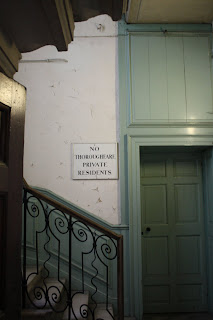 NO
THOROUGHFARE
PRIVATE
RESIDENTS